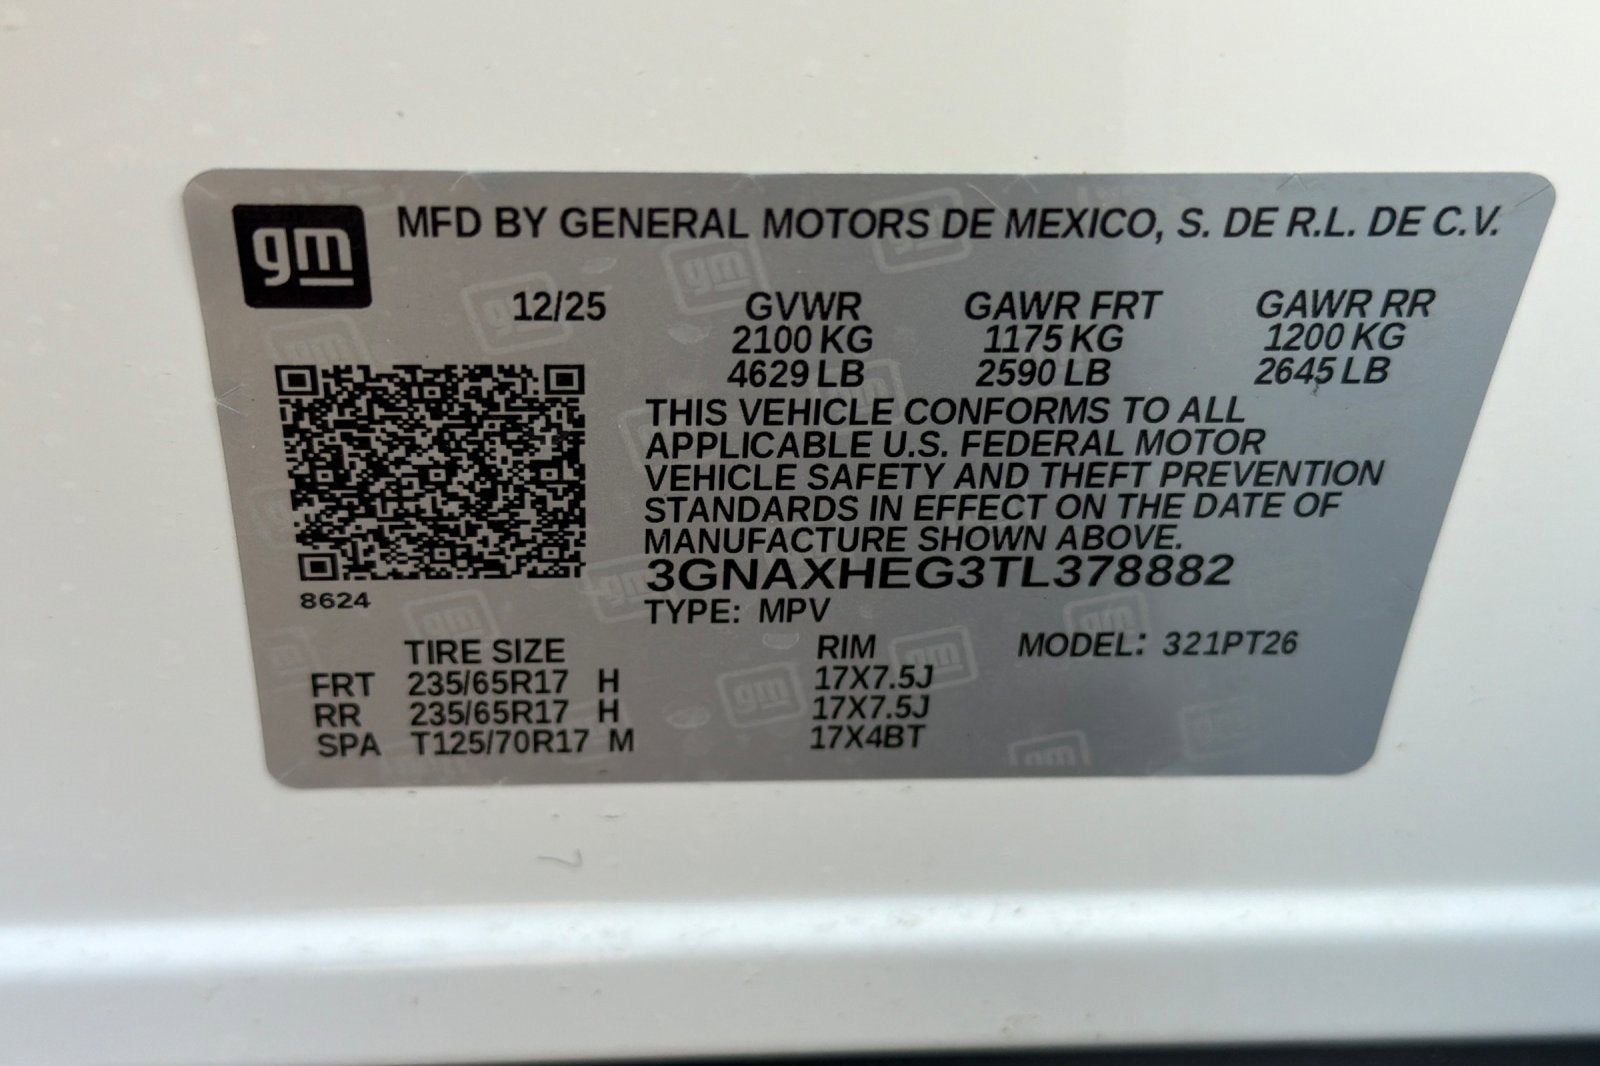 gm MFD BY GENERAL MOTORS DE MEXICO, S. DE R.L. DE C.V.
12/25 GVWR GAWR FRT GAWR RR
2100 KG 1175 KG 1200 KG
4629 LB 2590 LB 2645 LB
THIS VEHICLE CONFORMS TO ALL
APPLICABLE U.S. FEDERAL MOTOR
VEHICLE SAFETY AND THEFT PREVENTION
STANDARDS IN EFFECT ON THE DATE OF
MANUFACTURE SHOWN ABOVE.
3GNAXHEG3TL378882
8624
TYPE: MPV
TIRE SIZE RIM MODEL: 321PT26
FRT 235/65R17 H 17X7.5J
RR 235/65R17 H 17X7.5J
SPA T125/70R17 M 17X4BT